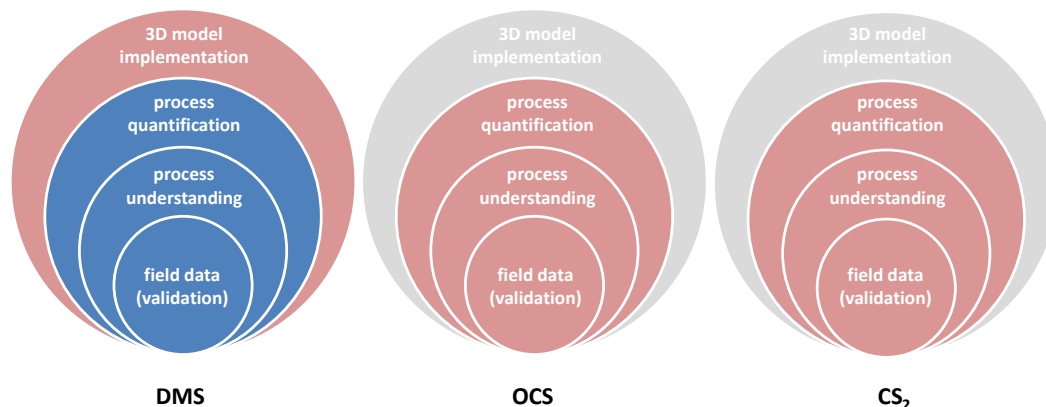 3D model
implementation
process
quantification
process
understanding
field data
(validation)
DMS
3D model
implementation
process
quantification
process
understanding
field data
(validation)
OCS
3D model
implementation
process
quantification
process
understanding
field data
(validation)
CS₂